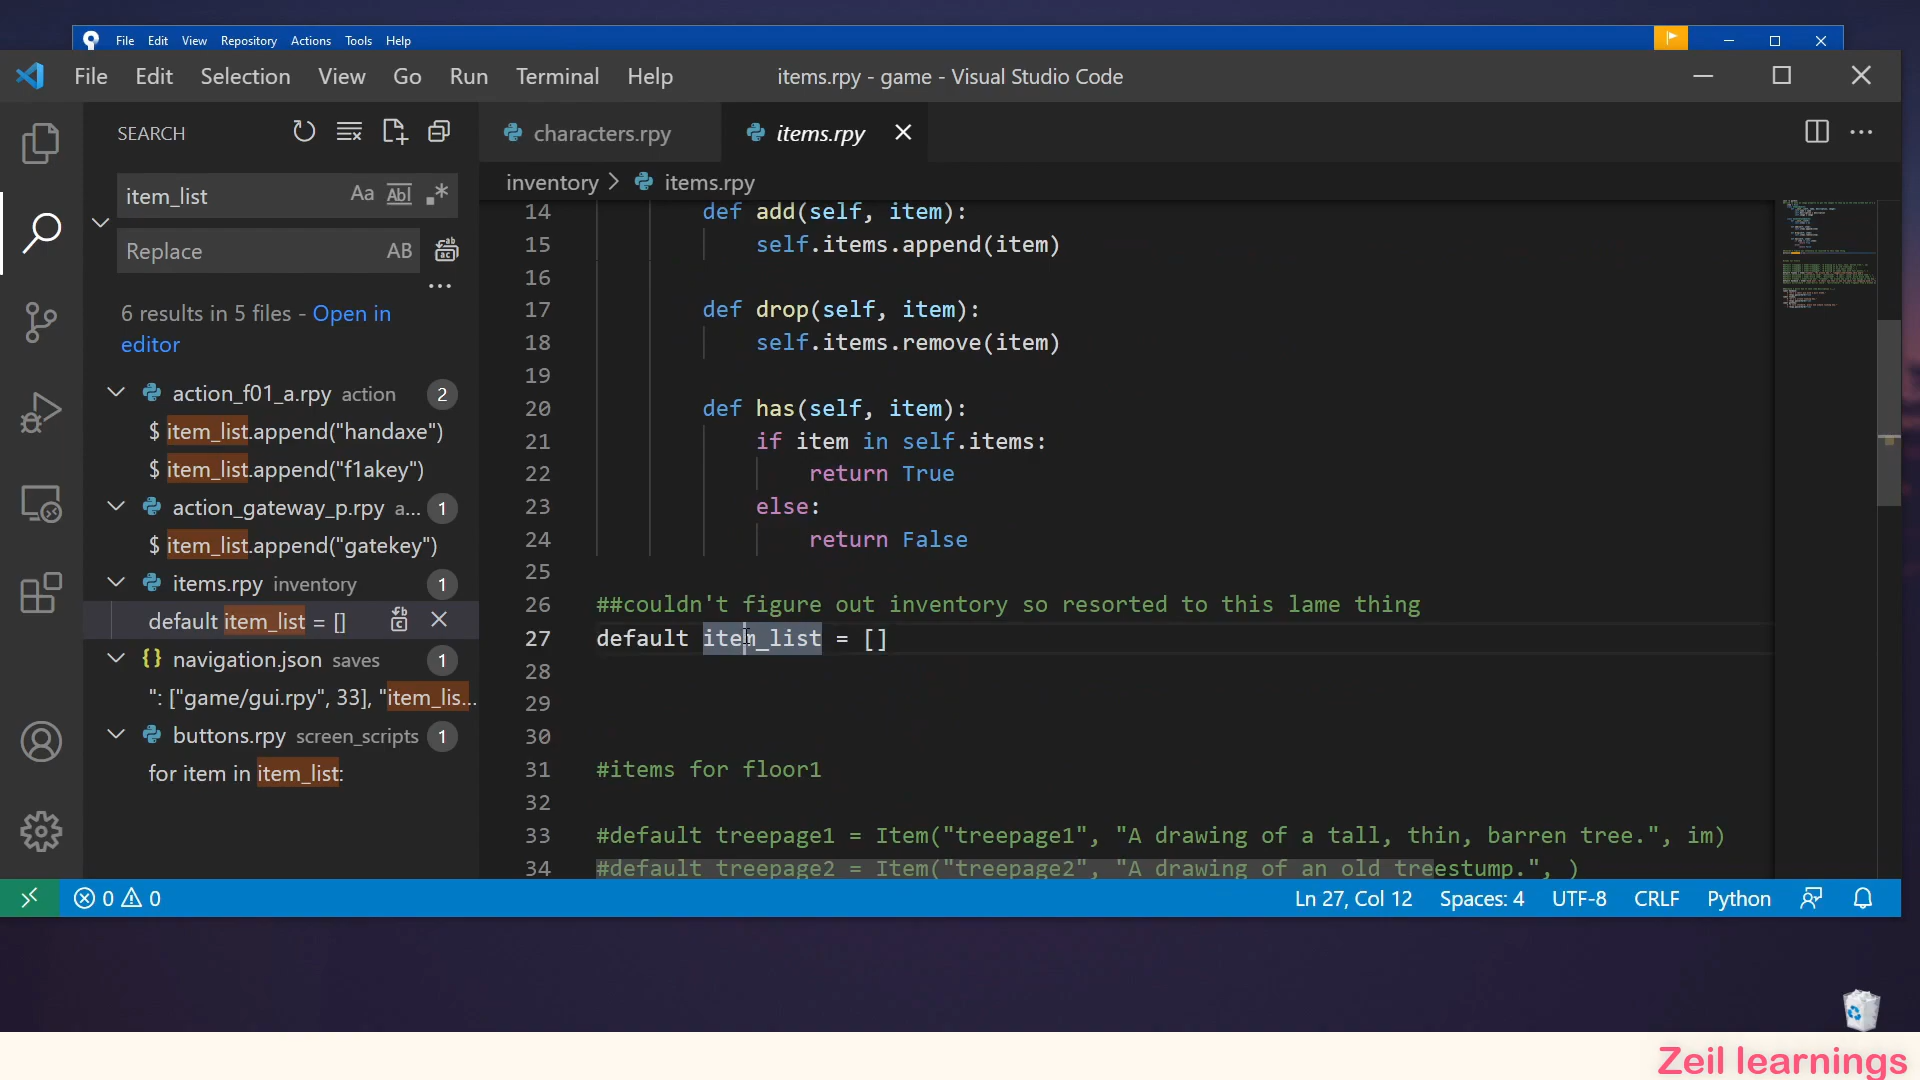 File Edit View Repository Actions Tools Help
File Edit Selection View Go Run Terminal Help items.rpy - game - Visual Studio Code
SEARCH
characters.rpy
items.rpy
item_list
Aa
Ab|
Replace
AB
inventory > items.rpy
6 results in 5 files - Open in
editor
action_f01_a.rpy action 2
$ item_list.append("handaxe")
$ item_list.append("f1akey")
action_gateway_p.rpy a... 1
$ item_list.append("gatekey")
items.rpy inventory 1
default item_list = []
navigation.json saves 1
": ["game/gui.rpy", 33], "item_lis...
buttons.rpy screen_scripts 1
for item in item_list:
14 def add(self, item):
15 self.items.append(item)
16
17 def drop(self, item):
18 self.items.remove(item)
19
20 def has(self, item):
21 if item in self.items:
22 return True
23 else:
24 return False
25
26 ##couldn't figure out inventory so resorted to this lame thing
27 default item_list = []
28
29
30
31 #items for floor1
32
33 #default treepage1 = Item("treepage1", "A drawing of a tall, thin, barren tree.", im)
34 #default treepage2 = Item("treepage2", "A drawing of an old treestump.", )
0 0
Ln 27, Col 12 Spaces: 4 UTF-8 CRLF Python
Zeil learnings